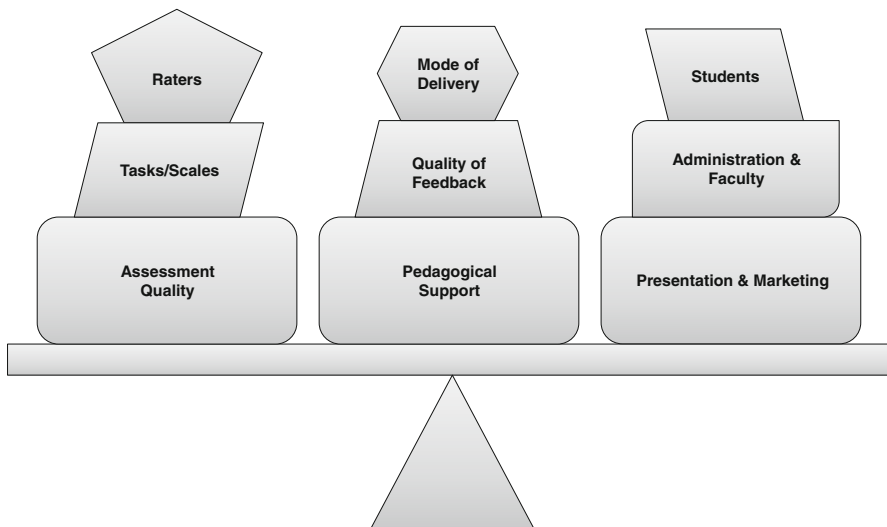 Raters
Tasks/Scales
Assessment
Quality
Mode of
Delivery
Quality of
Feedback
Pedagogical
Support
Students
Administration &
Faculty
Presentation & Marketing